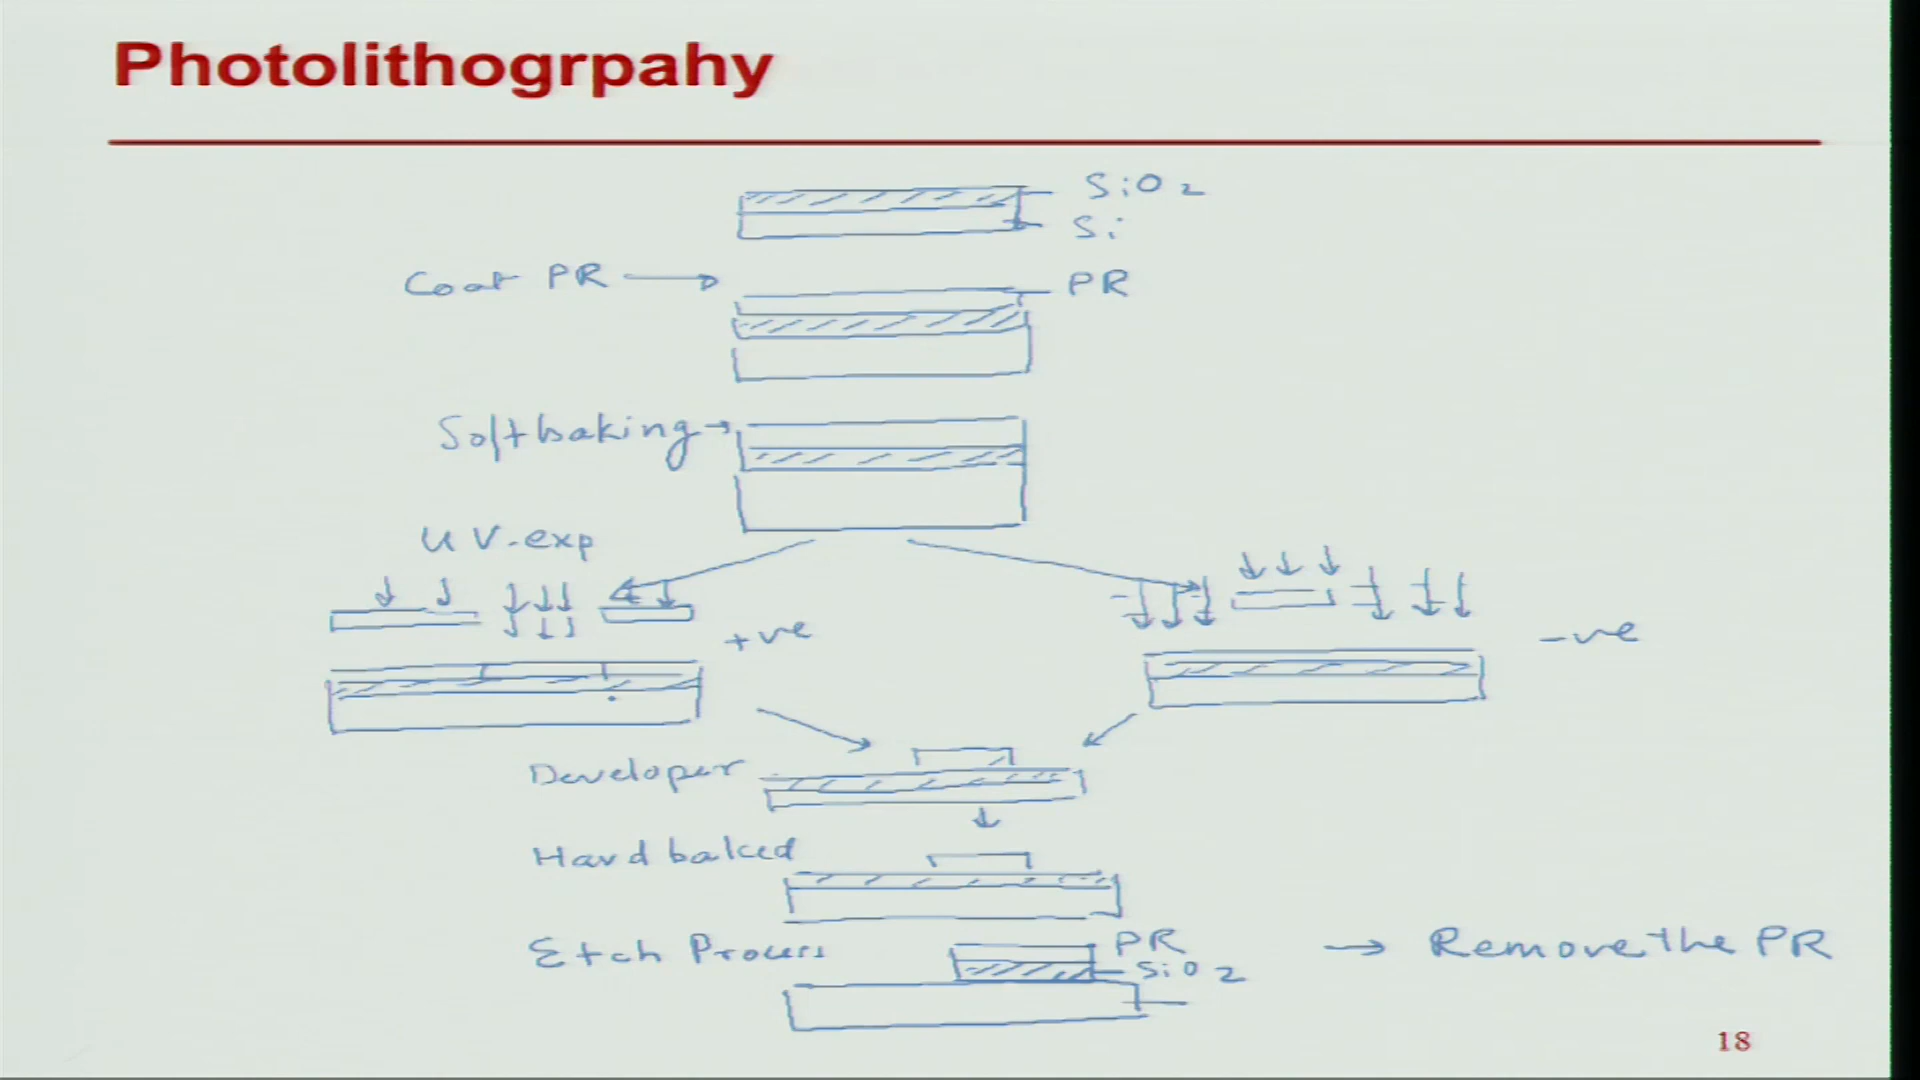 Photolithogrpahy
SiO2
Si
Coat PR
PR
Softbaking
UV.exp
+ve
-ve
Developer
Hard baked
Etch Process
PR
SiO2
Remove the PR
18